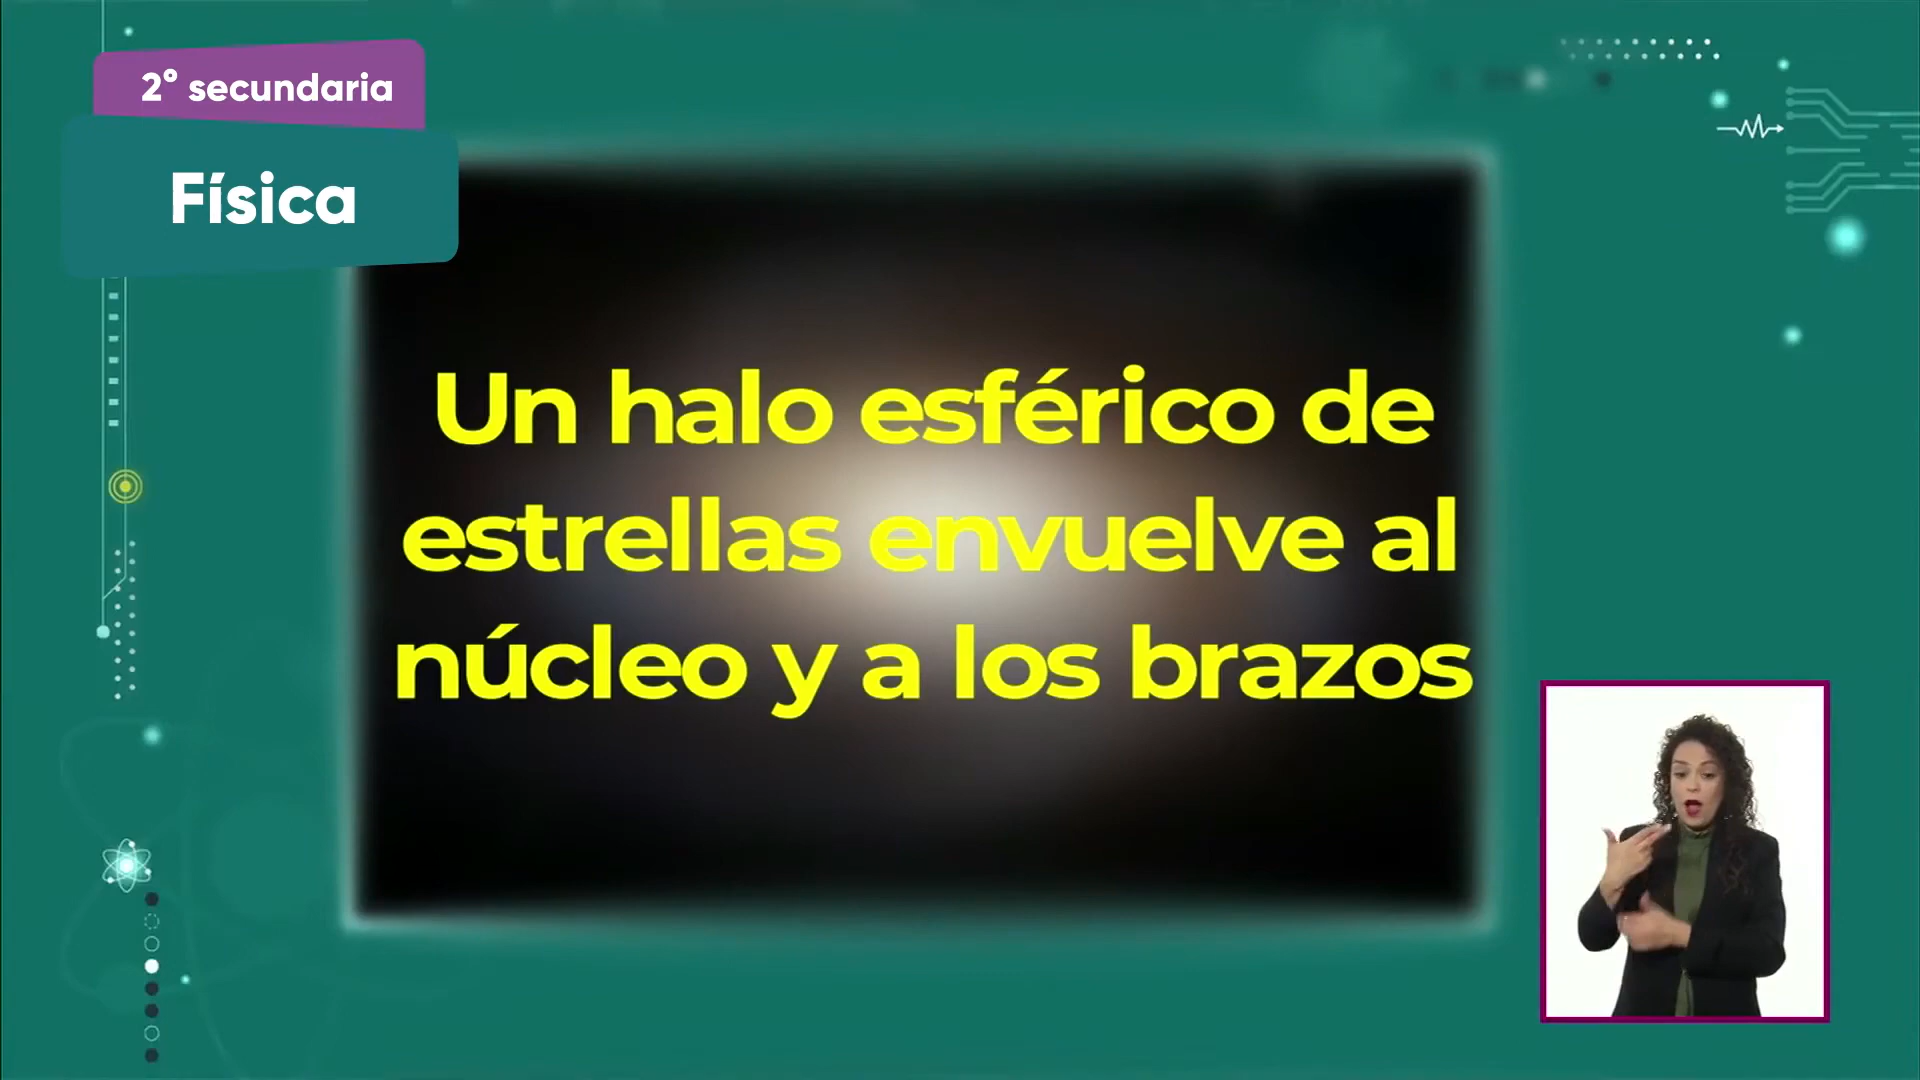 2° secundaria
Física
Un halo esférico de
estrellas envuelve al
núcleo y a los brazos